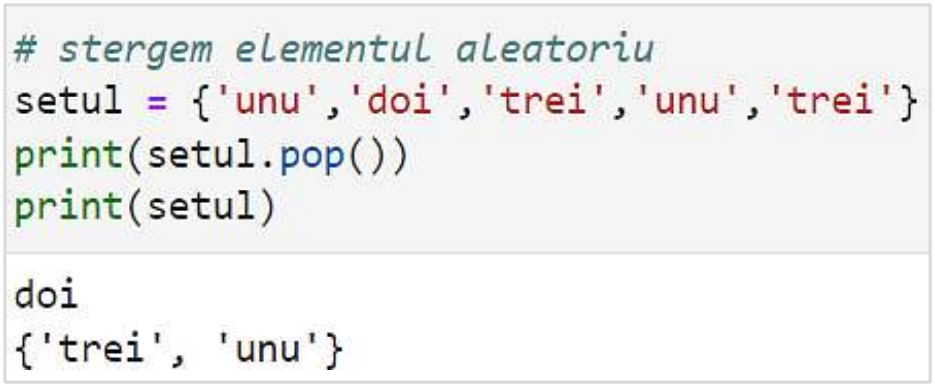 # stergem elementul aleatoriu
setul = {'unu','doi','trei','unu','trei'}
print(setul.pop())
print(setul)
doi
{'trei', 'unu'}